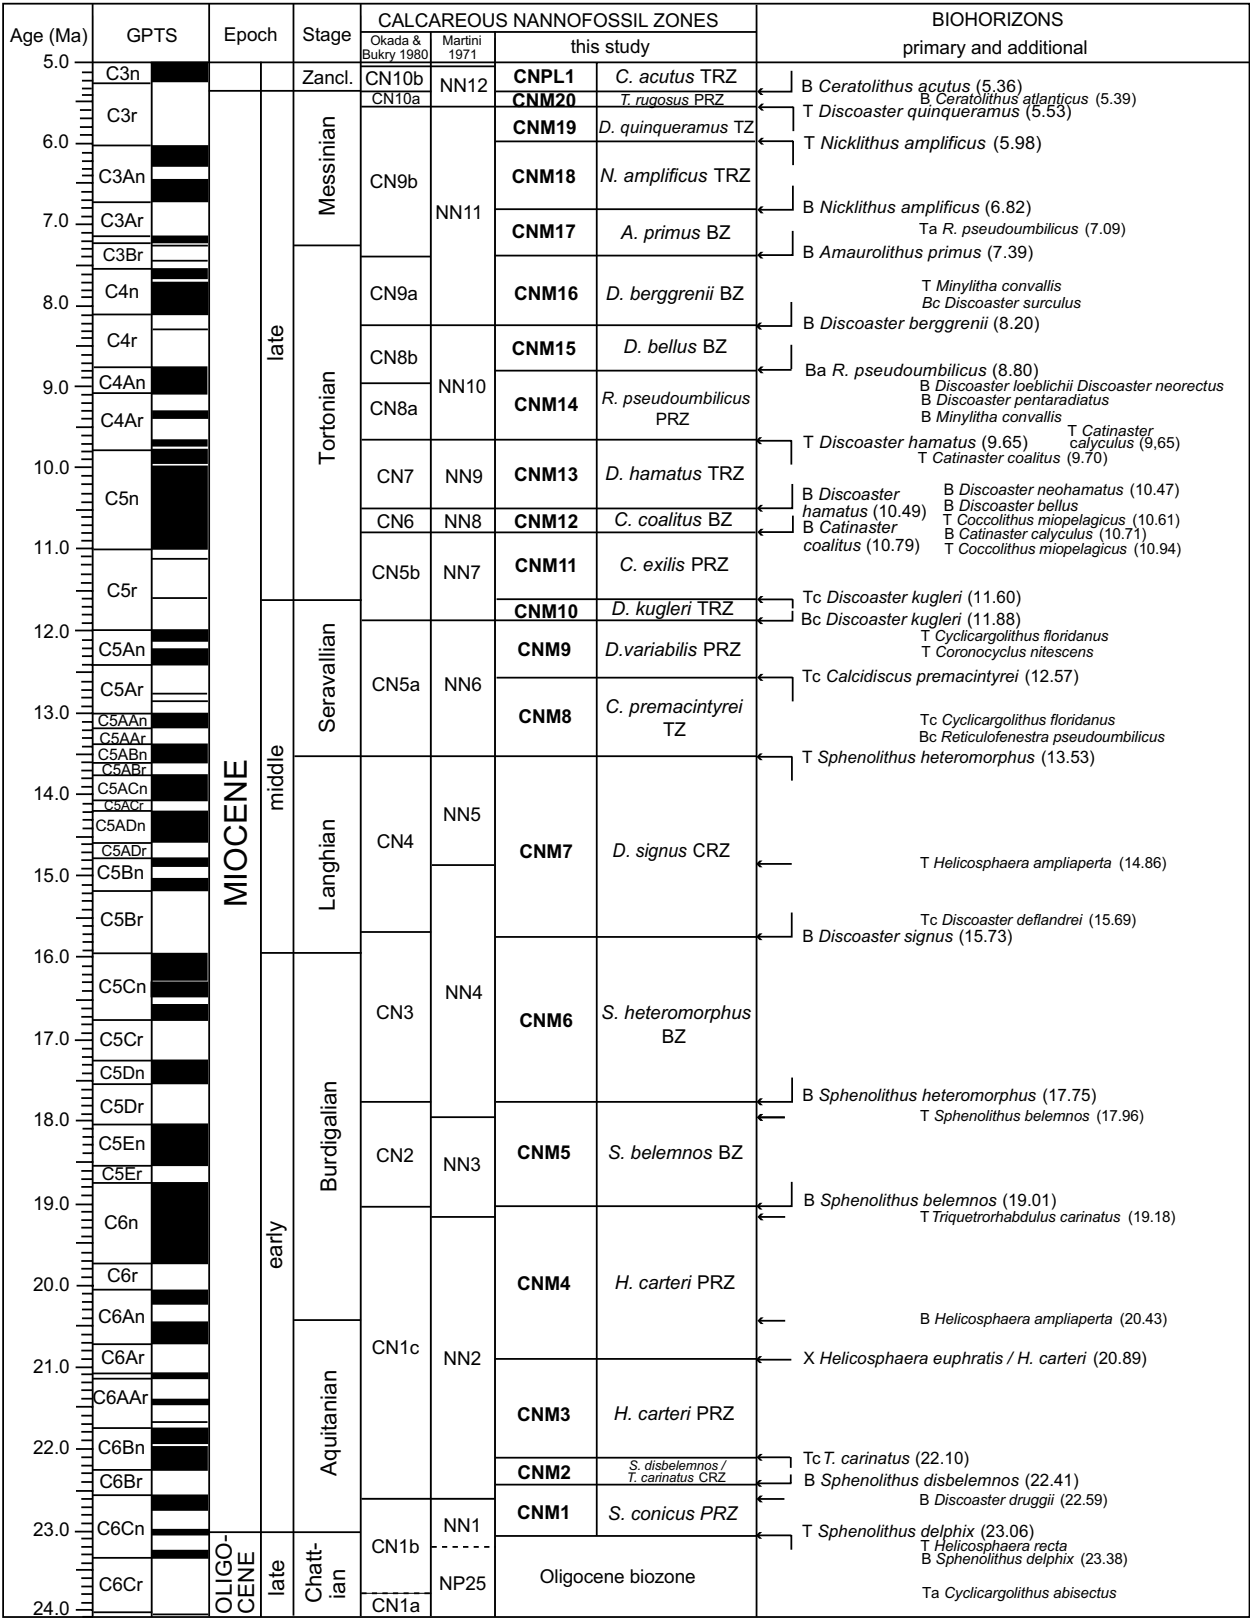 Age (Ma)
GPTS
Epoch
Stage
CALCAREOUS NANNOFOSSIL ZONES
Okada &
Bukry 1980
Martini
1971
this study
BIOHORIZONS
primary and additional
5.0
6.0
7.0
8.0
9.0
10.0
11.0
12.0
13.0
14.0
15.0
16.0
17.0
18.0
19.0
20.0
21.0
22.0
23.0
24.0
C3n
C3r
C3An
C3Ar
C3Br
C4n
C4r
C4An
C4Ar
C5n
C5r
C5An
C5Ar
C5AAn
C5AAr
C5ABn
C5ABr
C5ACn
C5ACr
C5ADn
C5ADr
C5Bn
C5Br
C5Cn
C5Cr
C5Dn
C5Dr
C5En
C5Er
C6n
C6r
C6An
C6Ar
C6AAr
C6Bn
C6Br
C6Cn
C6Cr
MIOCENE
OLIGO-
CENE
late
middle
early
late
Zancl.
Messinian
Tortonian
Seravallian
Langhian
Burdigalian
Aquitanian
Chatt-
ian
CN10b
CN10a
CN9b
CN9a
CN8b
CN8a
CN7
CN6
CN5b
CN5a
CN4
CN3
CN2
CN1c
CN1b
CN1a
NN12
NN11
NN10
NN9
NN8
NN7
NN6
NN5
NN4
NN3
NN2
NN1
NP25
CNPL1 C. acutus TRZ
CNM20 T. rugosus PRZ
CNM19 D. quinqueramus TZ
CNM18 N. amplificus TRZ
CNM17 A. primus BZ
CNM16 D. berggrenii BZ
CNM15 D. bellus BZ
CNM14 R. pseudoumbilicus
PRZ
CNM13 D. hamatus TRZ
CNM12 C. coalitus BZ
CNM11 C. exilis PRZ
CNM10 D. kugleri TRZ
CNM9 D.variabilis PRZ
CNM8 C. premacintyrei
TZ
CNM7 D. signus CRZ
CNM6 S. heteromorphus
BZ
CNM5 S. belemnos BZ
CNM4 H. carteri PRZ
CNM3 H. carteri PRZ
CNM2 S. disbelemnos /
T. carinatus CRZ
CNM1 S. conicus PRZ
Oligocene biozone
B Ceratolithus acutus (5.36)
B Ceratolithus atlanticus (5.39)
T Discoaster quinqueramus (5.53)
T Nicklithus amplificus (5.98)
B Nicklithus amplificus (6.82)
Ta R. pseudoumbilicus (7.09)
B Amaurolithus primus (7.39)
T Minylitha convallis
Bc Discoaster surculus
B Discoaster berggrenii (8.20)
Ba R. pseudoumbilicus (8.80)
B Discoaster loeblichii Discoaster neorectus
B Discoaster pentaradiatus
B Minylitha convallis
T Discoaster hamatus (9.65)
T Catinaster
calyculus (9,65)
T Catinaster coalitus (9.70)
B Discoaster
hamatus (10.49)
B Discoaster neohamatus (10.47)
B Discoaster bellus
T Coccolithus miopelagicus (10.61)
B Catinaster
coalitus (10.79)
B Catinaster calyculus (10.71)
T Coccolithus miopelagicus (10.94)
Tc Discoaster kugleri (11.60)
Bc Discoaster kugleri (11.88)
T Cyclicargolithus floridanus
T Coronocyclus nitescens
Tc Calcidiscus premacintyrei (12.57)
Tc Cyclicargolithus floridanus
Bc Reticulofenestra pseudoumbilicus
T Sphenolithus heteromorphus (13.53)
T Helicosphaera ampliaperta (14.86)
Tc Discoaster deflandrei (15.69)
B Discoaster signus (15.73)
B Sphenolithus heteromorphus (17.75)
T Sphenolithus belemnos (17.96)
B Sphenolithus belemnos (19.01)
T Triquetrorhabdulus carinatus (19.18)
B Helicosphaera ampliaperta (20.43)
X Helicosphaera euphratis / H. carteri (20.89)
Tc T. carinatus (22.10)
B Sphenolithus disbelemnos (22.41)
B Discoaster druggii (22.59)
T Sphenolithus delphix (23.06)
T Helicosphaera recta
B Sphenolithus delphix (23.38)
Ta Cyclicargolithus abisectus